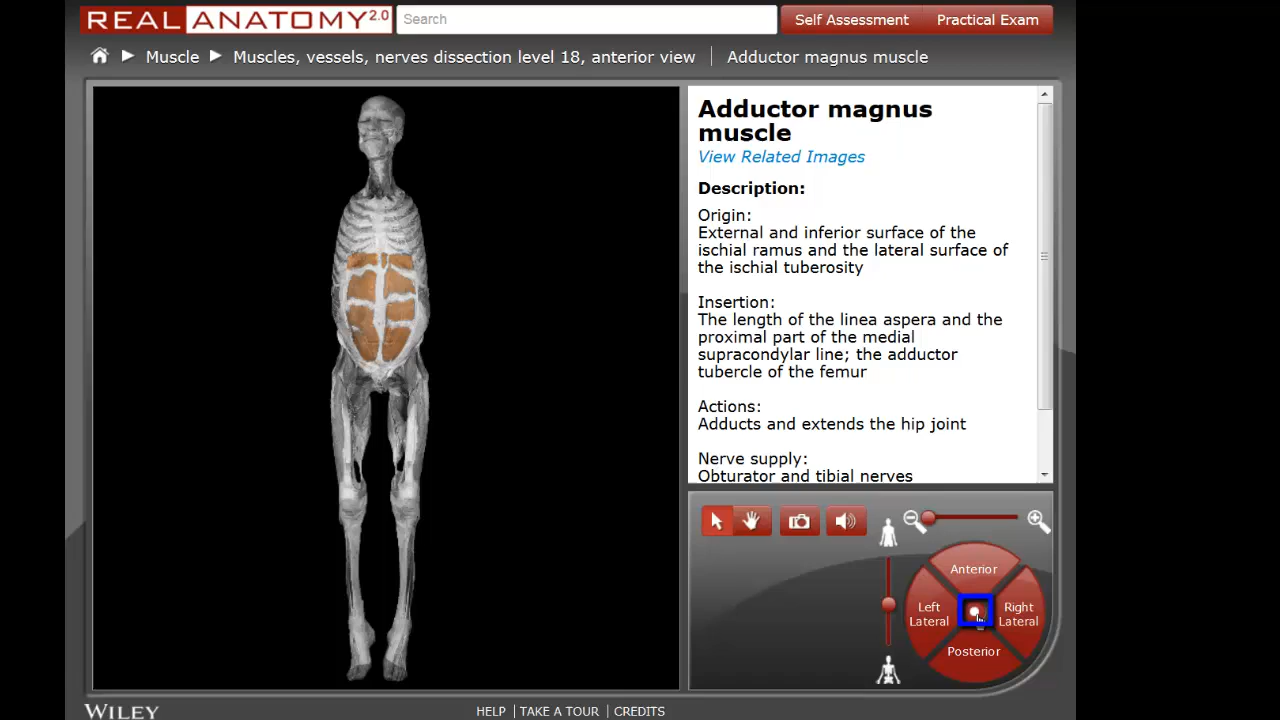 REAL ANATOMY 2.0
Search
Self Assessment
Practical Exam
Muscle
Muscles, vessels, nerves dissection level 18, anterior view
Adductor magnus muscle
Adductor magnus
muscle
View Related Images
Description:
Origin:
External and inferior surface of the
ischial ramus and the lateral surface of
the ischial tuberosity
Insertion:
The length of the linea aspera and the
proximal part of the medial
supracondylar line; the adductor
tubercle of the femur
Actions:
Adducts and extends the hip joint
Nerve supply:
Obturator and tibial nerves
Anterior
Left
Lateral
Right
Lateral
Posterior
WILEY
HELP | TAKE A TOUR | CREDITS